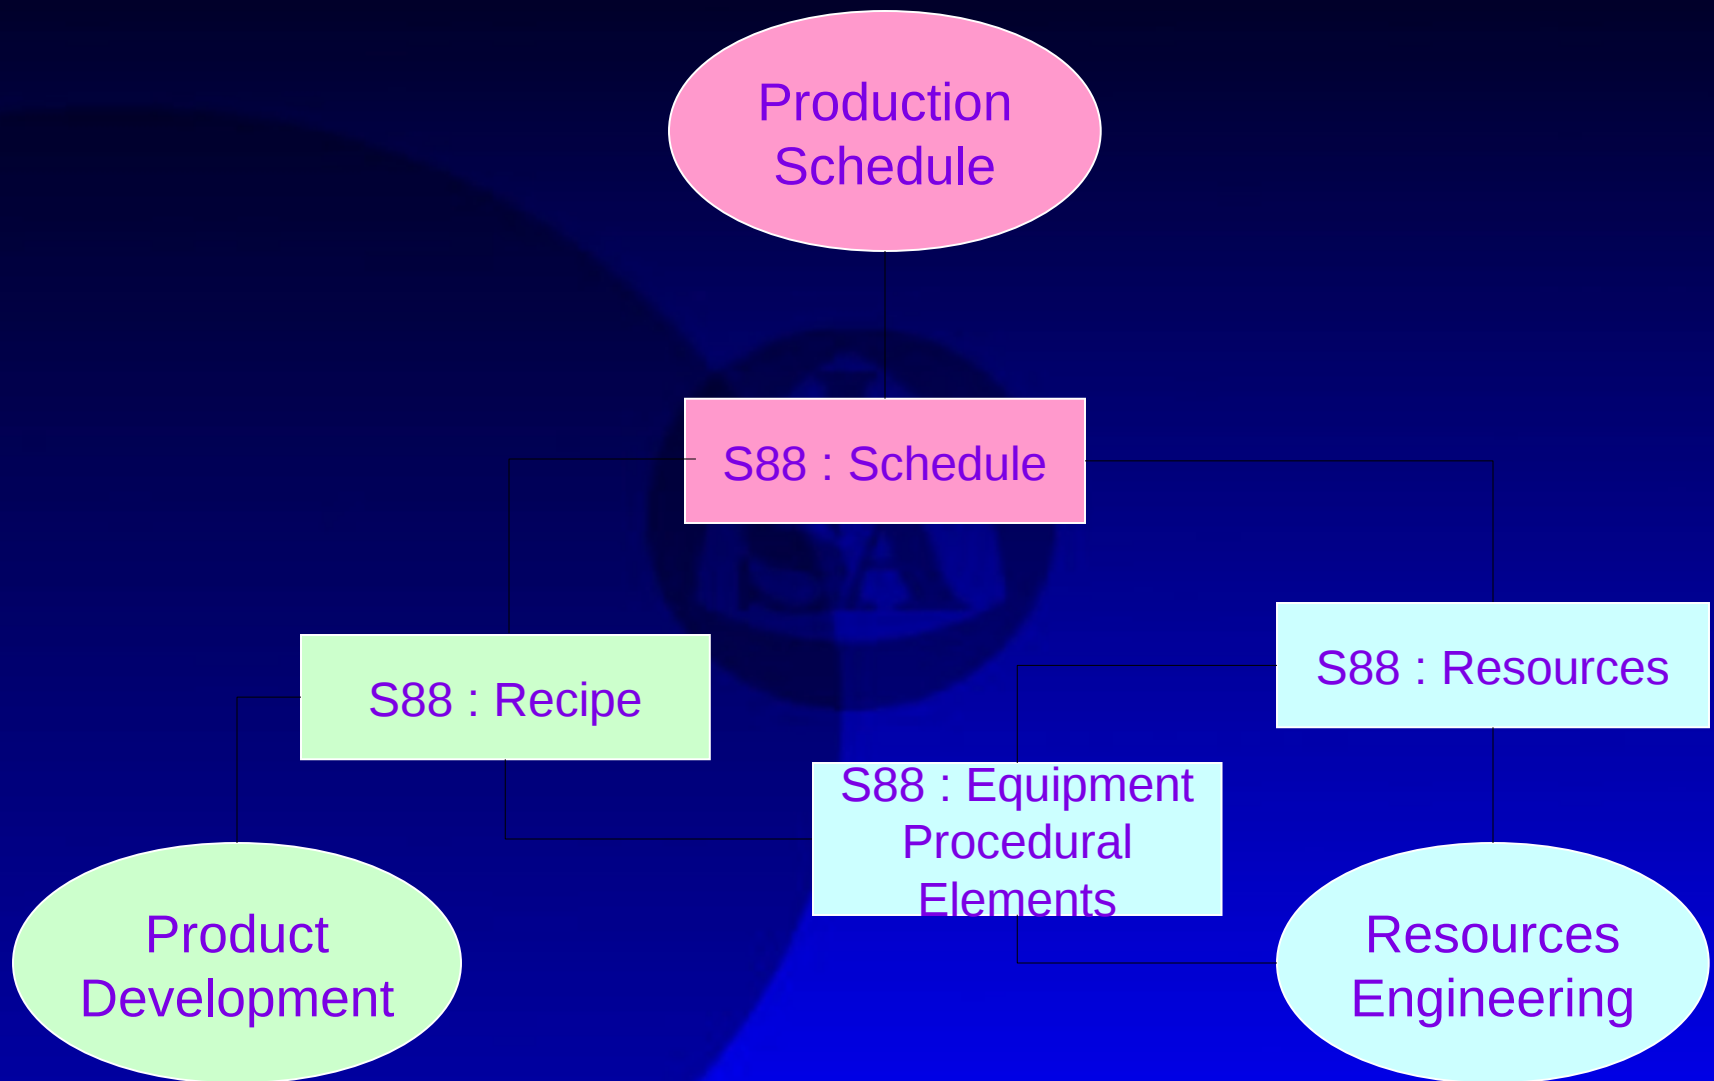 Production
Schedule
S88 : Schedule
S88 : Resources
S88 : Recipe
S88 : Equipment
Procedural
Elements
Product
Development
Resources
Engineering